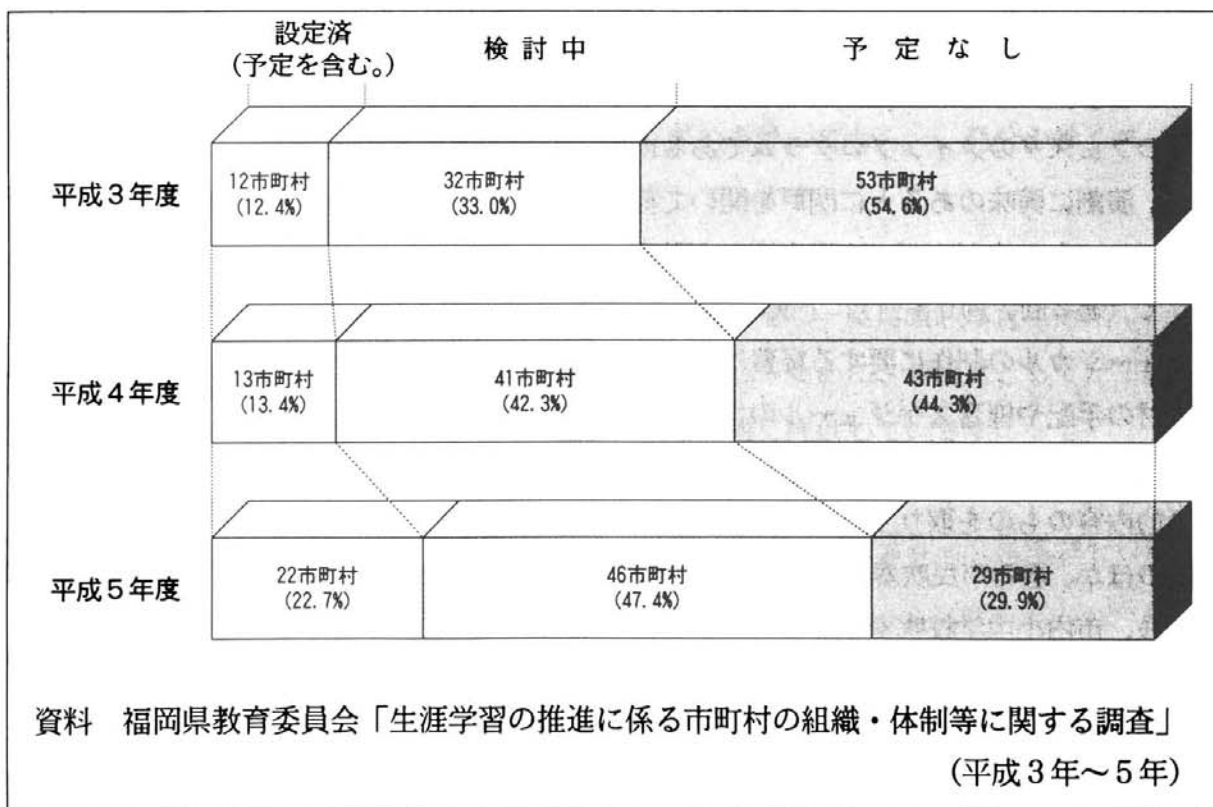 設定済
(予定を含む。)
検討中
予定なし
平成3年度
12市町村
(12.4%)
32市町村
(33.0%)
53市町村
(54.6%)
平成4年度
13市町村
(13.4%)
41市町村
(42.3%)
43市町村
(44.3%)
平成5年度
22市町村
(22.7%)
46市町村
(47.4%)
29市町村
(29.9%)
資料 福岡県教育委員会「生涯学習の推進に係る市町村の組織・体制等に関する調査」
(平成3年～5年)